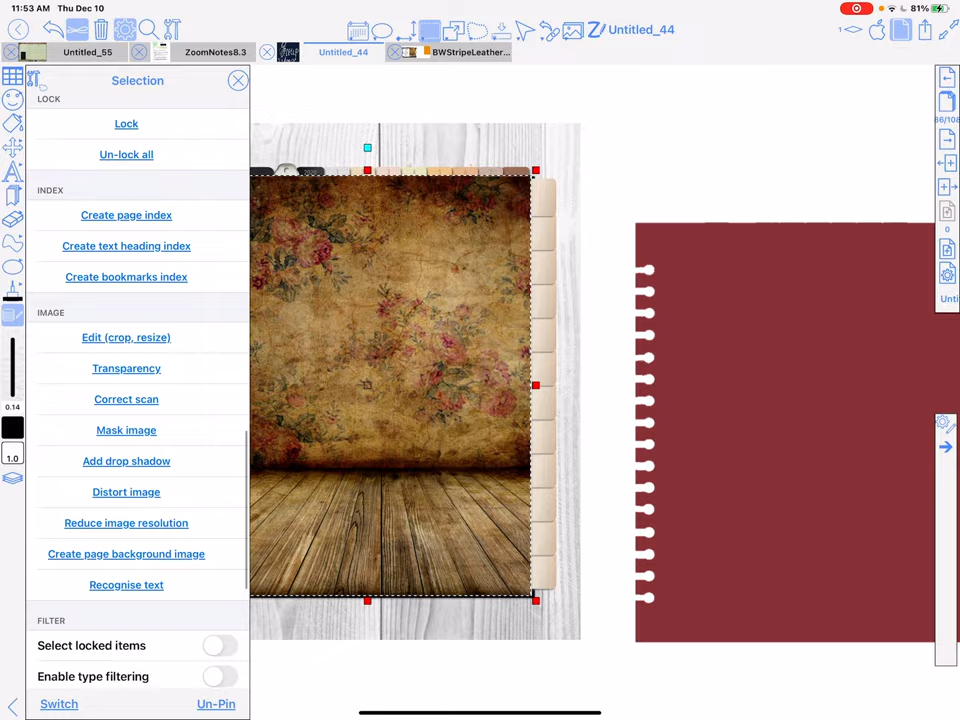 11:53 AM Thu Dec 10
81%
Untitled_44
1
Untitled_55
ZoomNotes8.3
Untitled_44
BWStripeLeather...
Selection
LOCK
Lock
Un-lock all
INDEX
Create page index
Create text heading index
Create bookmarks index
IMAGE
Edit (crop, resize)
Transparency
Correct scan
Mask image
Add drop shadow
Distort image
Reduce image resolution
Create page background image
Recognise text
FILTER
Select locked items
Enable type filtering
Switch
Un-Pin
0.14
1.0
86/108
0
Unti